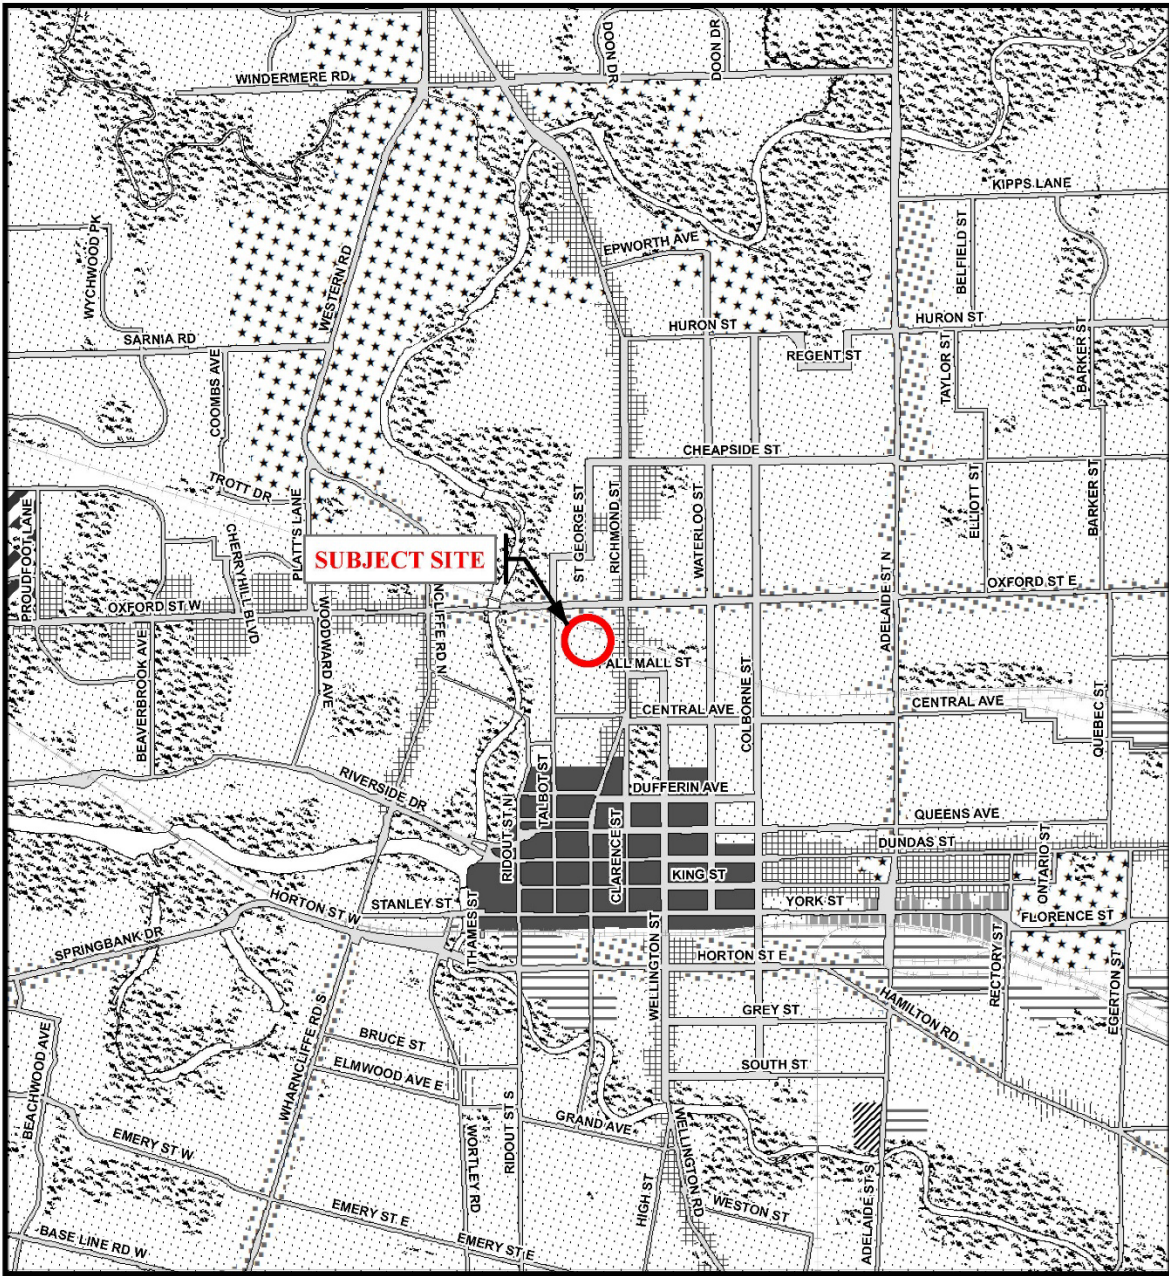 DOON DR
DOON DR
WINDERMERE RD
KIPPS LANE
WYCHWOOD PK
WESTERN RD
EPWORTH AVE
BELFIELD ST
HURON ST
HURON ST
SARNIA RD
COOMBS AVE
REGENT ST
TAYLOR ST
BARKER ST
CHEAPSIDE ST
TROTT DR
PLATT'S LANE
ST GEORGE ST
RICHMOND ST
WATERLOO ST
ELLIOTT ST
BARKER ST
PROUDFOOT LANE
CHERRYHILL BLVD
SUBJECT SITE
OXFORD ST W
OXFORD ST E
ADELAIDE ST N
WOODWARD AVE
NCLIFFE RD N
BEAVERBROOK AVE
ALL MALL ST
COLBORNE ST
CENTRAL AVE
CENTRAL AVE
QUEBEC ST
RIVERSIDE DR
TALBOT ST
DUFFERIN AVE
RIDOUT ST N
CLARENCE ST
QUEENS AVE
DUNDAS ST
KING ST
ONTARIO ST
HORTON ST W
STANLEY ST
THAMES ST
YORK ST
FLORENCE ST
SPRINGBANK DR
WELLINGTON ST
HORTON ST E
RECTORY ST
EGERTON ST
HAMILTON RD
BEACHWOOD AVE
WHARNCLIFFE RD S
BRUCE ST
GREY ST
ELMWOOD AVE E
SOUTH ST
EMERY ST W
WORTLEY RD
RIDOUT ST S
GRAND AVE
WELLINGTON RD
HIGH ST
WESTON ST
ADELAIDE ST S
EMERY ST E
EMERY ST E
BASE LINE RD W